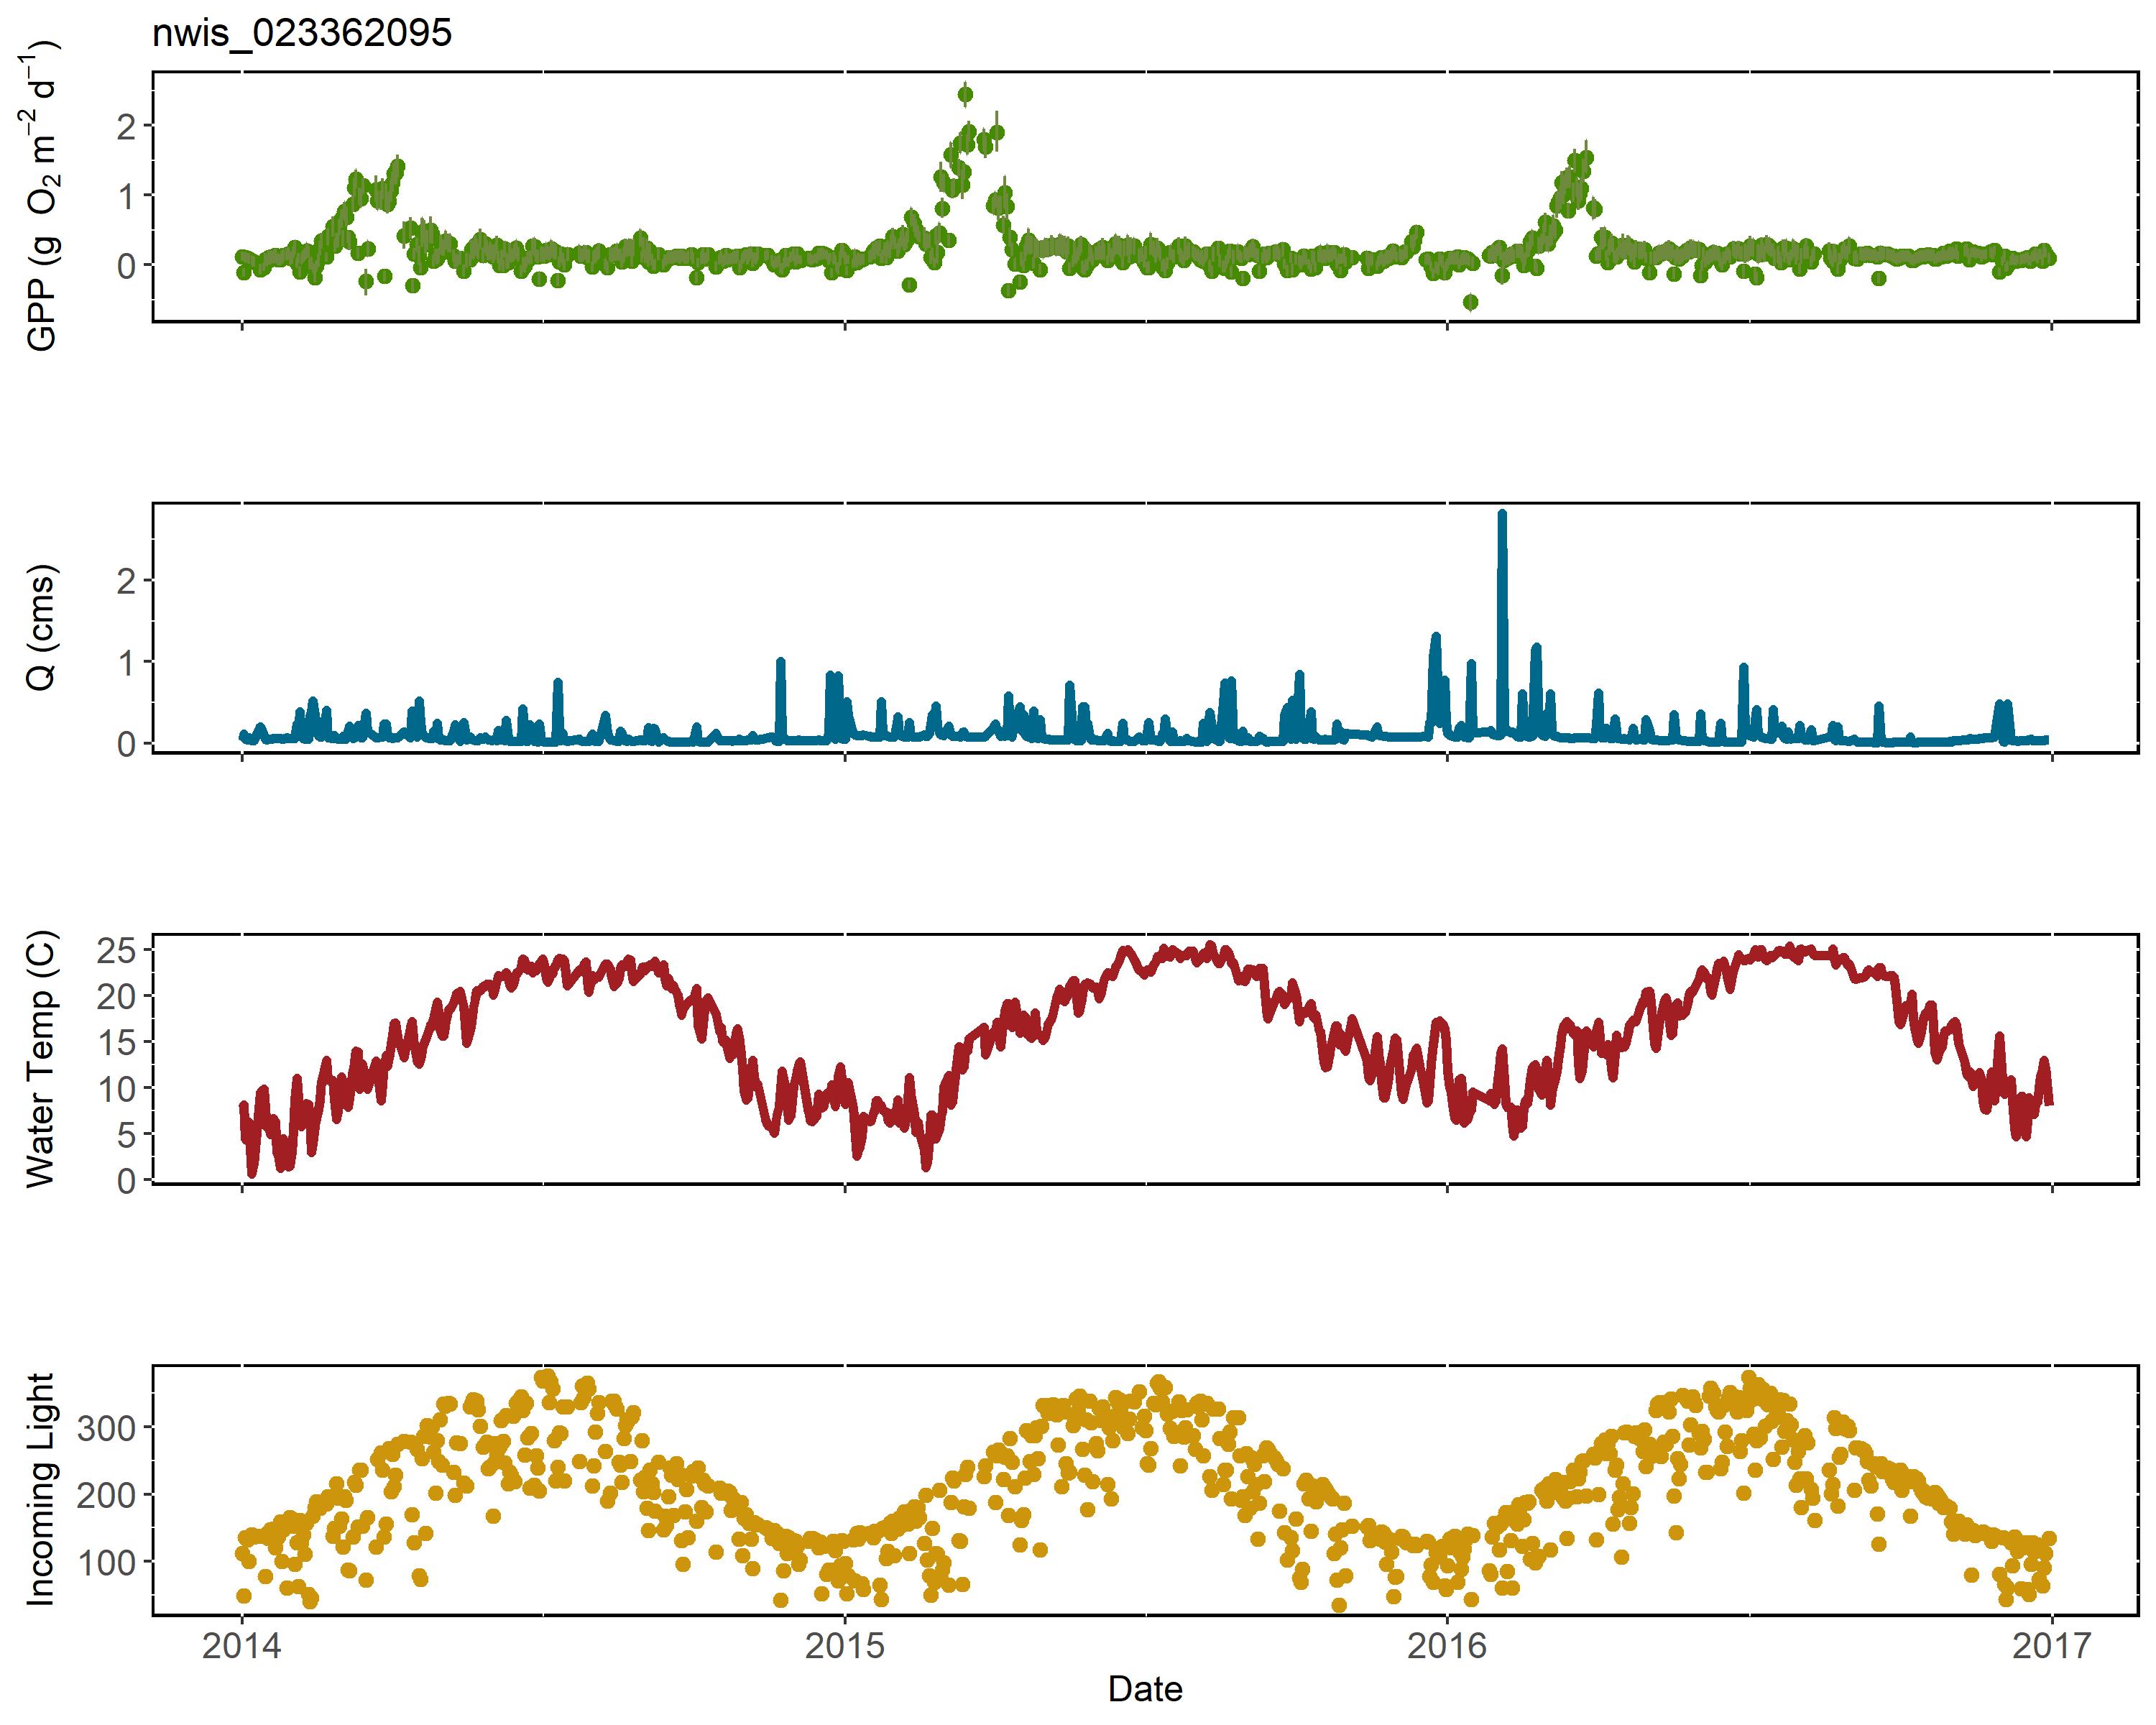 nwis_023362095
GPP (g O₂ m⁻² d⁻¹)
2
1
0
Q (cms)
2
1
0
Water Temp (C)
25
20
15
10
5
0
Incoming Light
300
200
100
2014 2015 2016 2017
Date